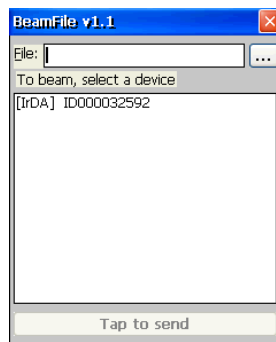 BeamFile v1.1
File:
...
To beam, select a device
[IrDA] ID000032592
Tap to send